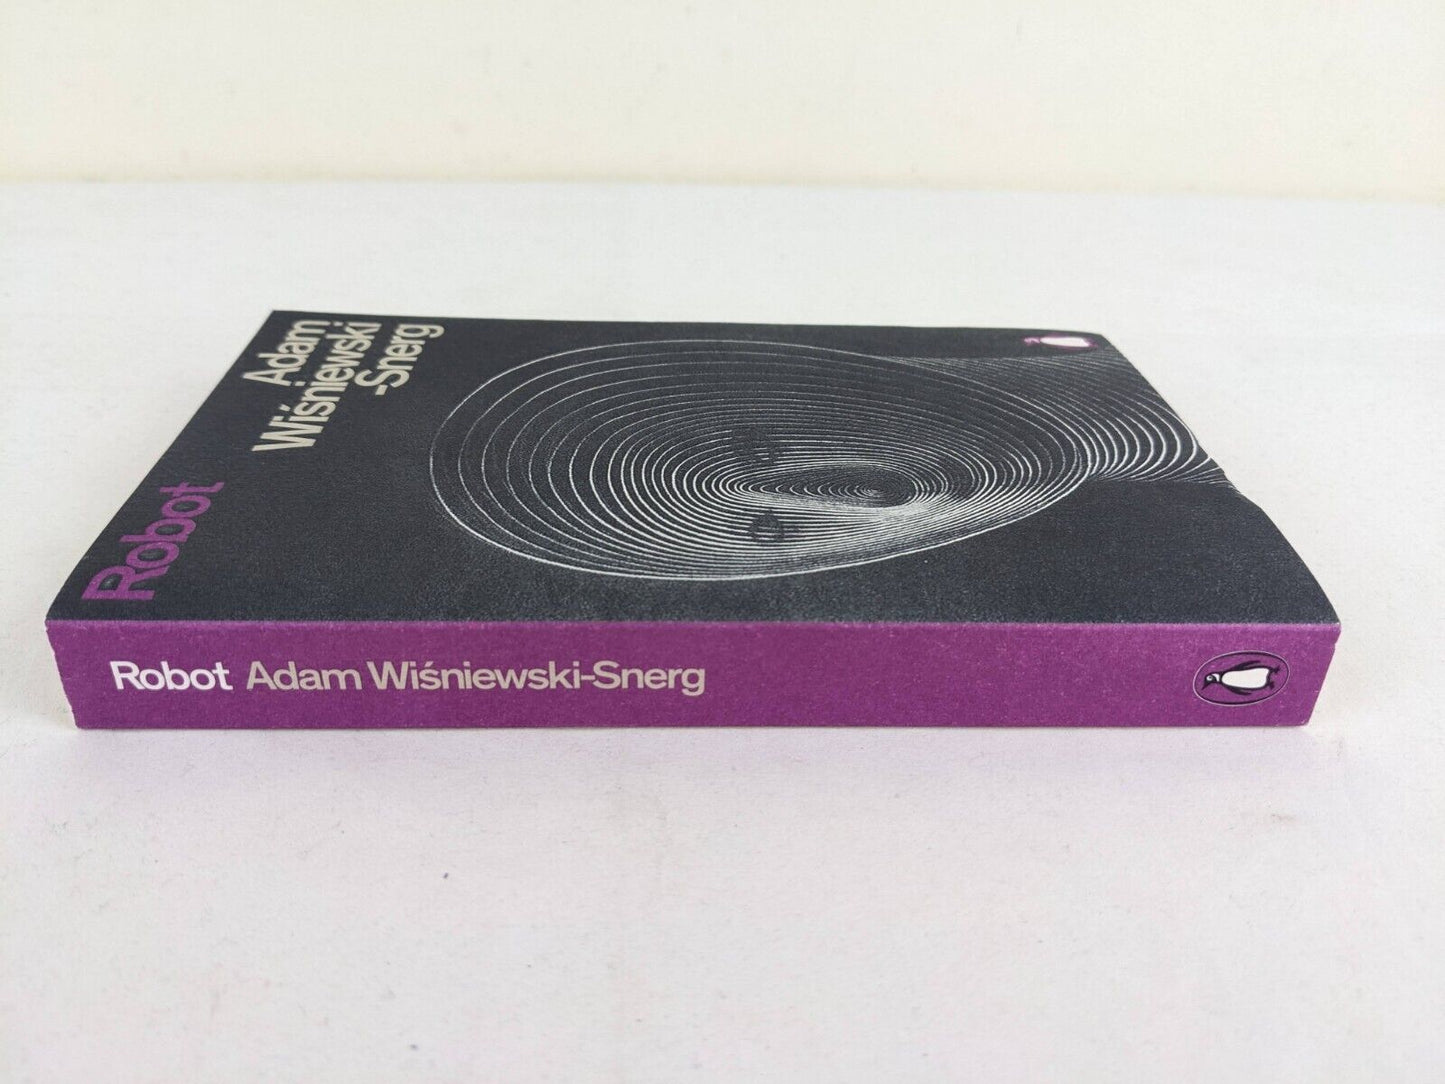 Adam
Wiśniewski
-Snerg
Robot
Robot Adam Wiśniewski-Snerg